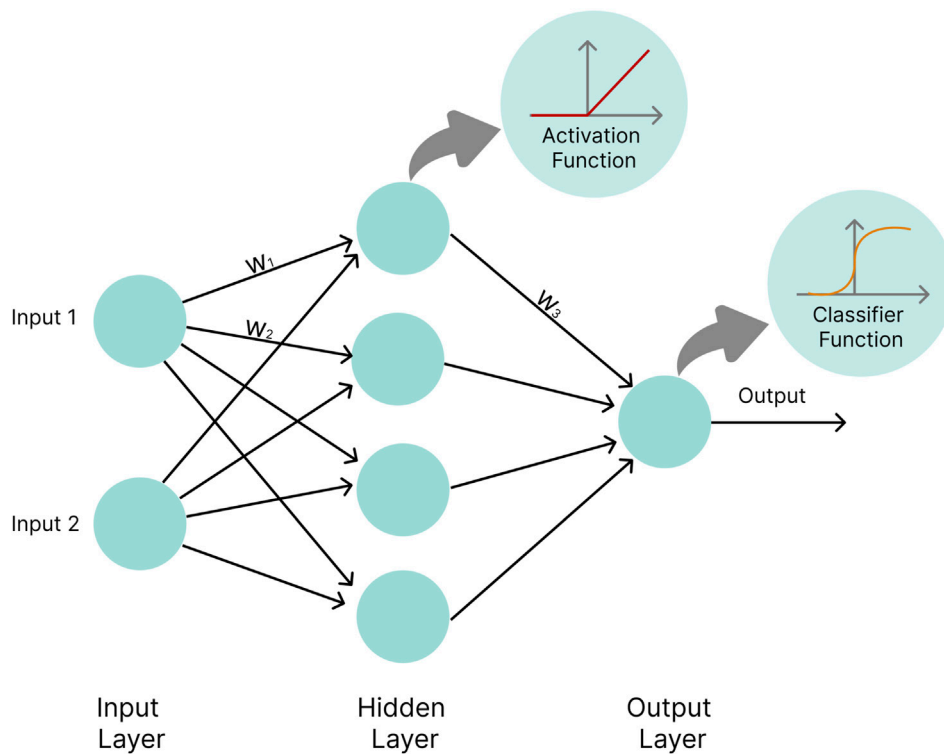 Activation
Function
Classifier
Function
W₁
Input 1
W₂
W₃
Output
Input 2
Input
Layer
Hidden
Layer
Output
Layer